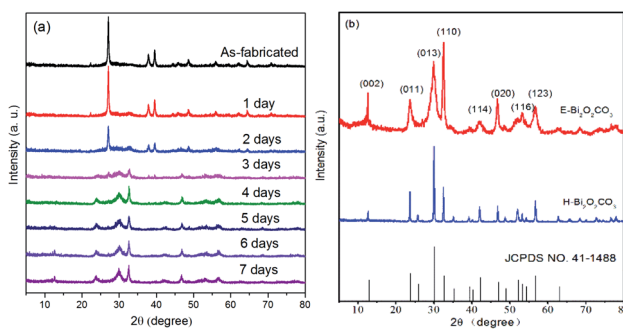 (a)
As-fabricated
1 day
2 days
3 days
4 days
5 days
6 days
7 days
Intensity (a. u.)
10 20 30 40 50 60 70 80
2θ (degree)
(b)
(110)
(013)
(002)
(011)
(020)
(123)
(114)
(116)
E-Bi₂O₂CO₃
H-Bi₂O₂CO₃
JCPDS NO. 41-1488
Intensity (a. u.)
10 20 30 40 50 60 70 80
2θ (degree)